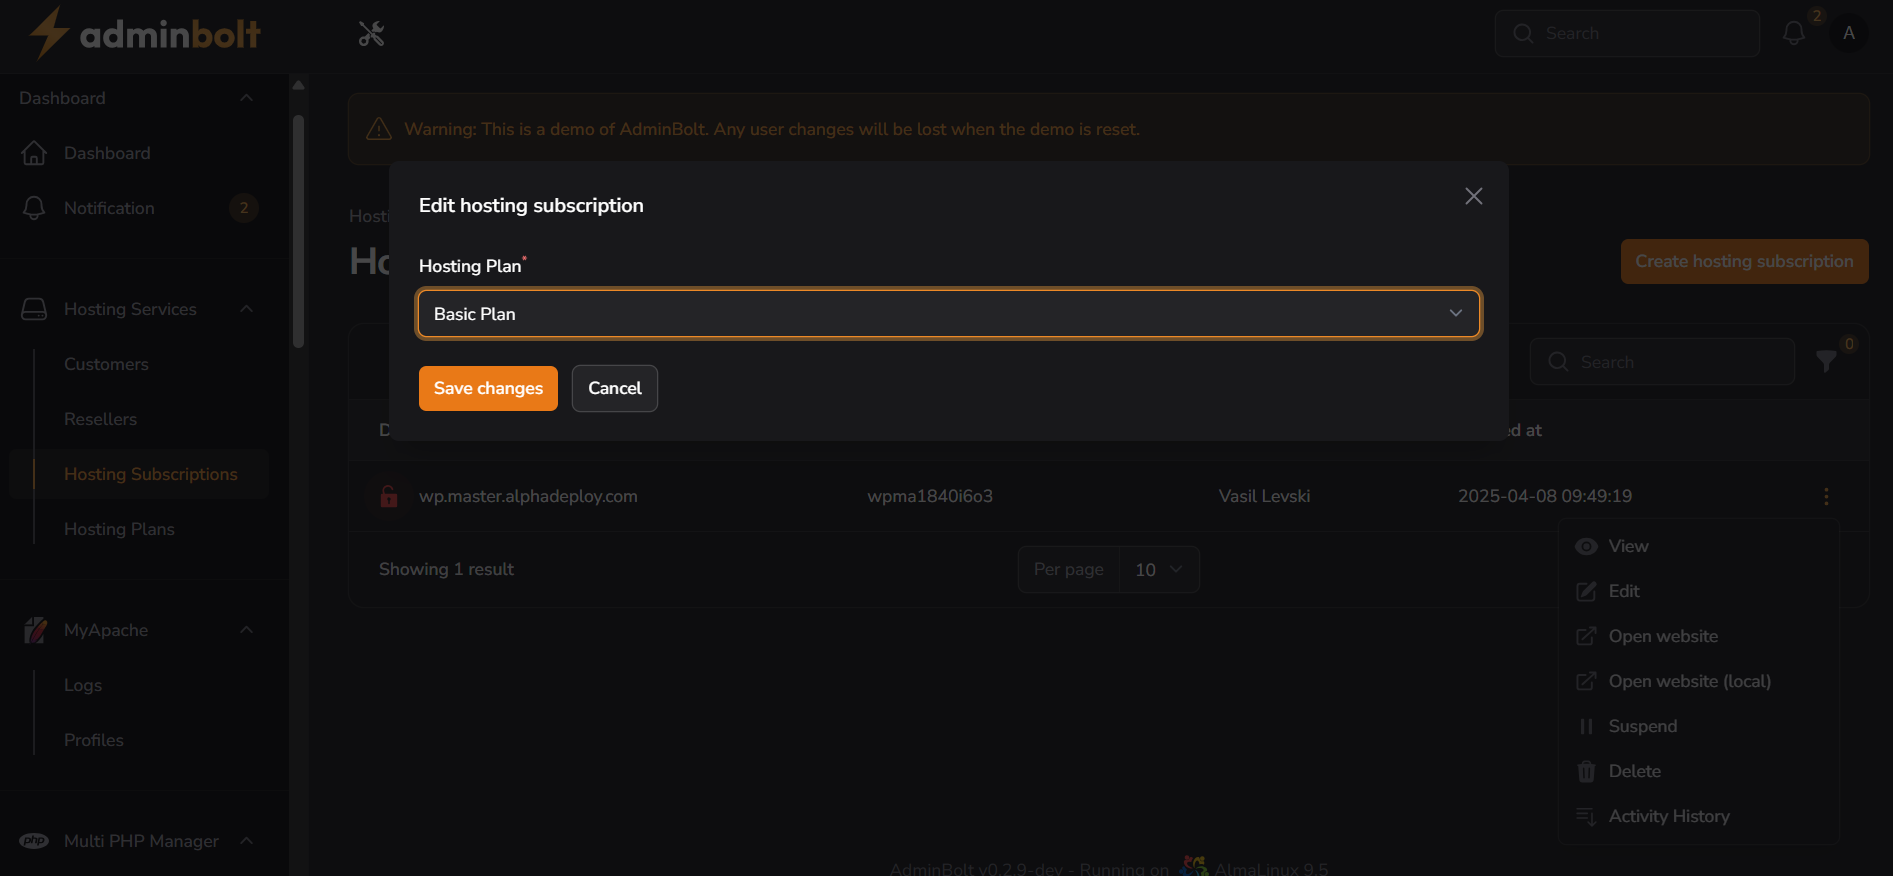 adminbolt
Search
2
A
Dashboard
Dashboard
Notification
2
Hosting Services
Customers
Resellers
Hosting Subscriptions
Hosting Plans
MyApache
Logs
Profiles
php Multi PHP Manager
Warning: This is a demo of AdminBolt. Any user changes will be lost when the demo is reset.
Create hosting subscription
Edit hosting subscription
Hosting Plan*
Basic Plan
Save changes Cancel
Search
0
ed at
wp.master.alphadeploy.com wpma1840i6o3 Vasil Levski 2025-04-08 09:49:19
Showing 1 result Per page 10
View
Edit
Open website
Open website (local)
Suspend
Delete
Activity History
AdminBolt v0.2.9-dev - Running on AlmaLinux 9.5